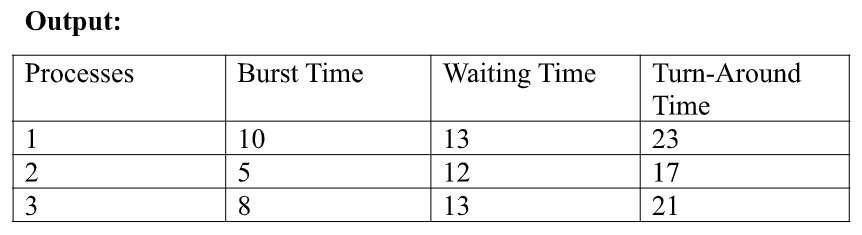 Output:
Processes Burst Time Waiting Time Turn-Around
Time
1 10 13 23
2 5 12 17
3 8 13 21